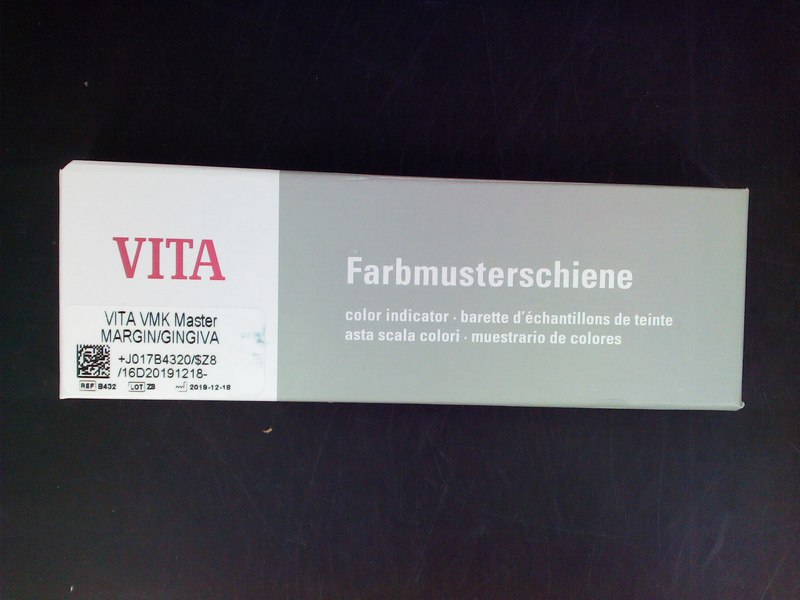 VITA
VITA VMK Master
MARGIN/GINGIVA
+J017B4320/$Z8
/16D20191218-
REF B432 LOT Z8 2019-12-18
Farbmusterschiene
color indicator · barette d'échantillons de teinte
asta scala colori · muestrario de colores